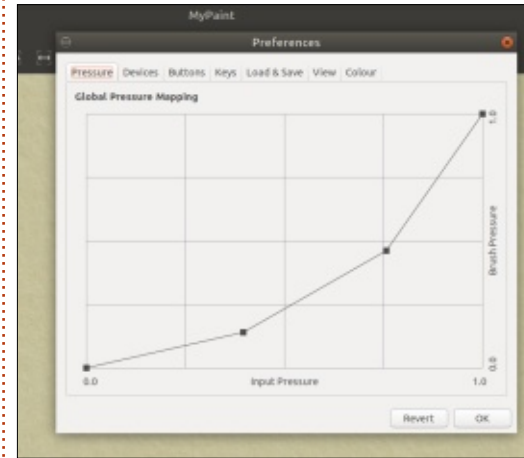 MyPaint
Preferences
Pressure Devices Buttons Keys Load & Save View Colour
Global Pressure Mapping
1.0
Brush Pressure
0.0
0.0 Input Pressure 1.0
Revert OK